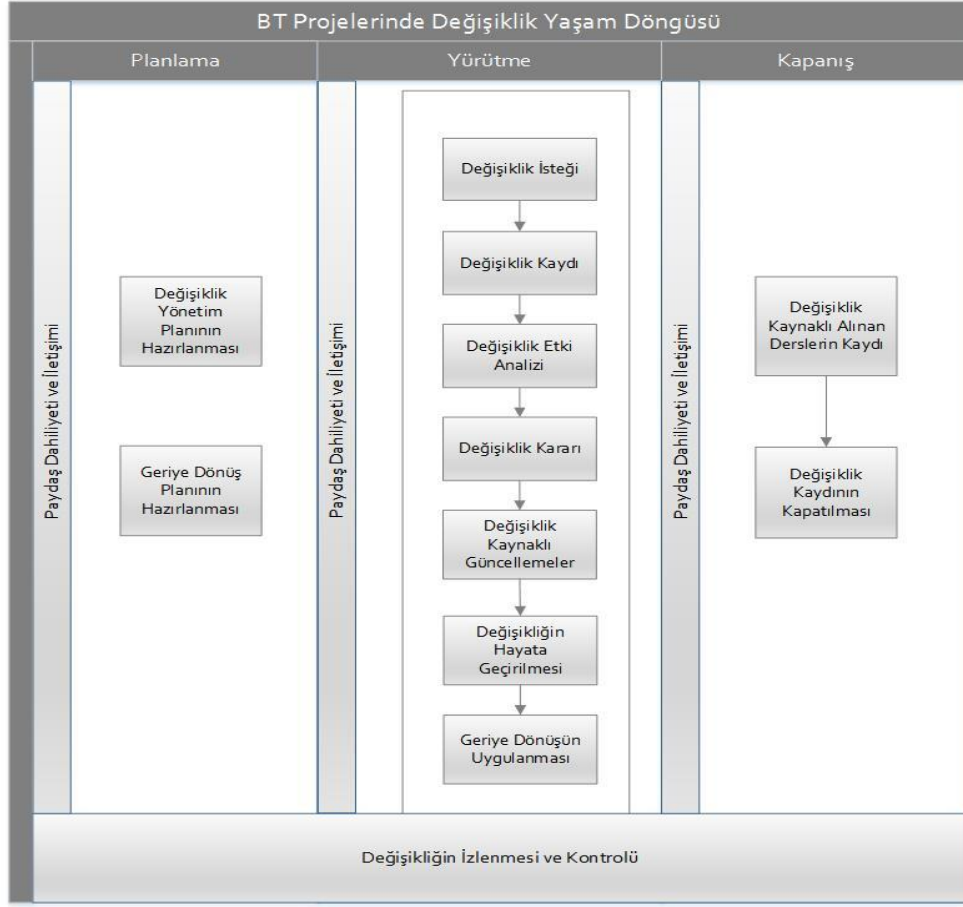 BT Projelerinde Değişiklik Yaşam Döngüsü
Planlama
Yürütme
Kapanış
Paydaş Dahiliyeti ve İletişimi
Değişiklik
Yönetim
Planının
Hazırlanması
Geriye Dönüş
Planının
Hazırlanması
Paydaş Dahiliyeti ve İletişimi
Değişiklik İsteği
Değişiklik Kaydı
Değişiklik Etki
Analizi
Değişiklik Kararı
Değişiklik
Kaynaklı
Güncellemeler
Değişikliğin
Hayata
Geçirilmesi
Geriye Dönüşün
Uygulanması
Paydaş Dahiliyeti ve İletişimi
Değişiklik
Kaynaklı Alınan
Derslerin Kaydı
Değişiklik
Kaydının
Kapatılması
Değişikliğin İzlenmesi ve Kontrolü